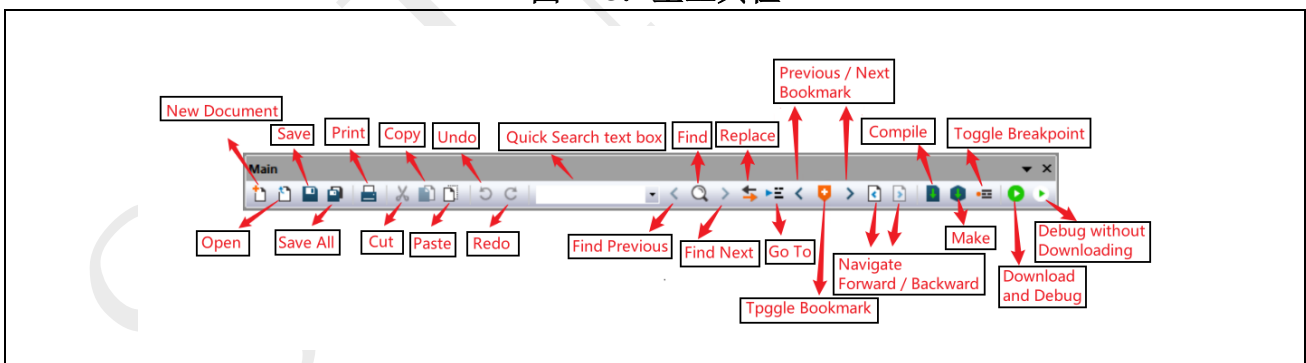 Previous / Next
Bookmark
New Document
Save
Print
Copy
Undo
Quick Search text box
Find
Replace
Compile
Toggle Breakpoint
Main
Open
Save All
Cut
Paste
Redo
Find Previous
Find Next
Go To
Make
Debug without
Downloading
Navigate
Forward / Backward
Download
and Debug
Tpggle Bookmark